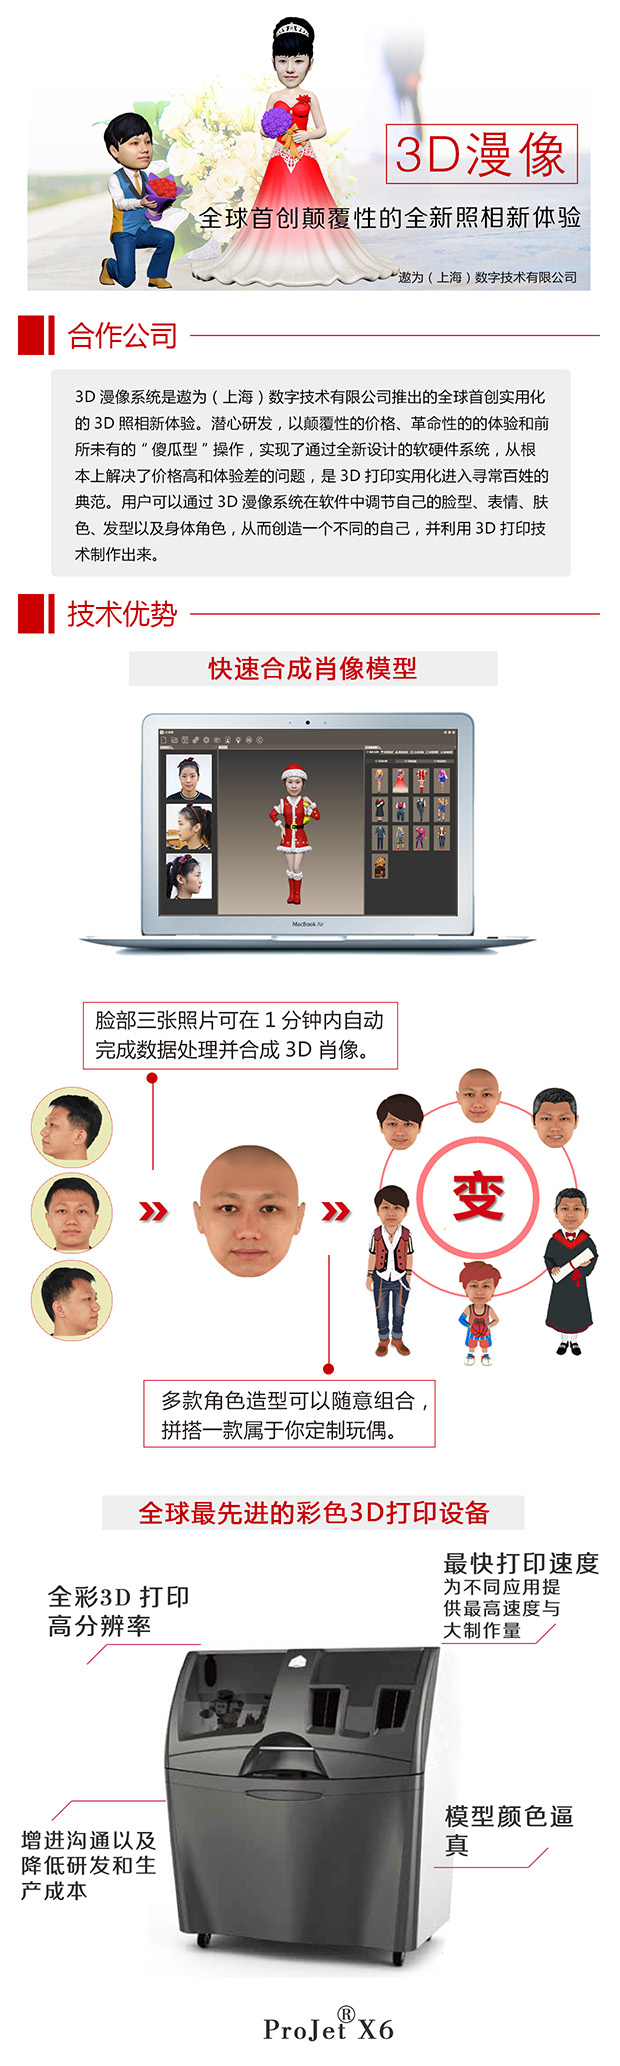 3D漫像
全球首创颠覆性的全新照相新体验
遨为（上海）数字技术有限公司
合作公司
3D 漫像系统是遨为（上海）数字技术有限公司推出的全球首创实用化
的 3D 照相新体验。潜心研发，以颠覆性的价格、革命性的的体验和前
所未有的 " 傻瓜型 " 操作，实现了通过全新设计的软硬件系统，从根
本上解决了价格高和体验差的问题，是 3D 打印实用化进入寻常百姓的
典范。用户可以通过 3D 漫像系统在软件中调节自己的脸型、表情、肤
色、发型以及身体角色，从而创造一个不同的自己，并利用 3D 打印技
术制作出来。
技术优势
快速合成肖像模型
MacBook Air
脸部三张照片可在 1 分钟内自动
完成数据处理并合成 3D 肖像。
变
多款角色造型可以随意组合，
拼搭一款属于你定制玩偶。
全球最先进的彩色3D打印设备
全彩3D 打印
高分辨率
最快打印速度
为不同应用提
供最高速度与
大制作量
增进沟通以及
降低研发和生
产成本
模型颜色逼
真
ProJet® X6